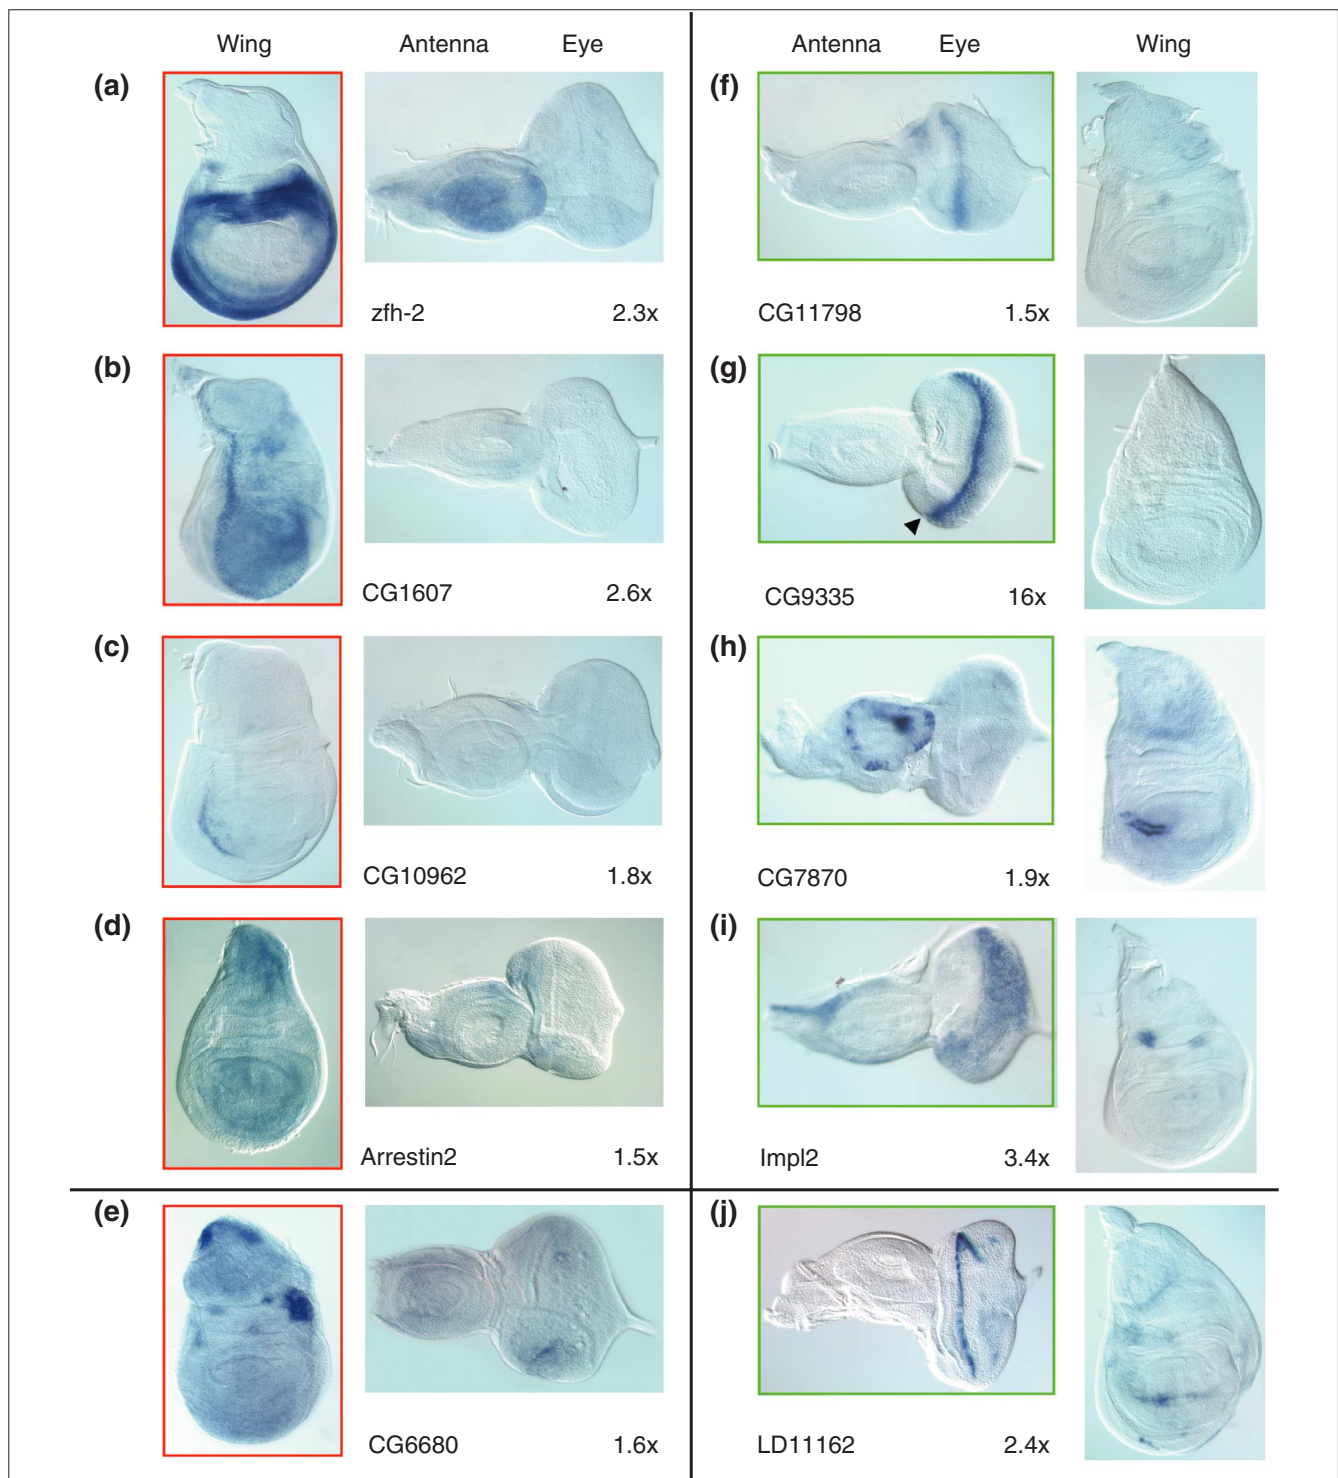 Wing Antenna Eye Antenna Eye Wing
(a) (f)
zfh-2 2.3x CG11798 1.5x
(b) (g)
CG1607 2.6x CG9335 16x
(c) (h)
CG10962 1.8x CG7870 1.9x
(d) (i)
Arrestin2 1.5x Impl2 3.4x
(e) (j)
CG6680 1.6x LD11162 2.4x